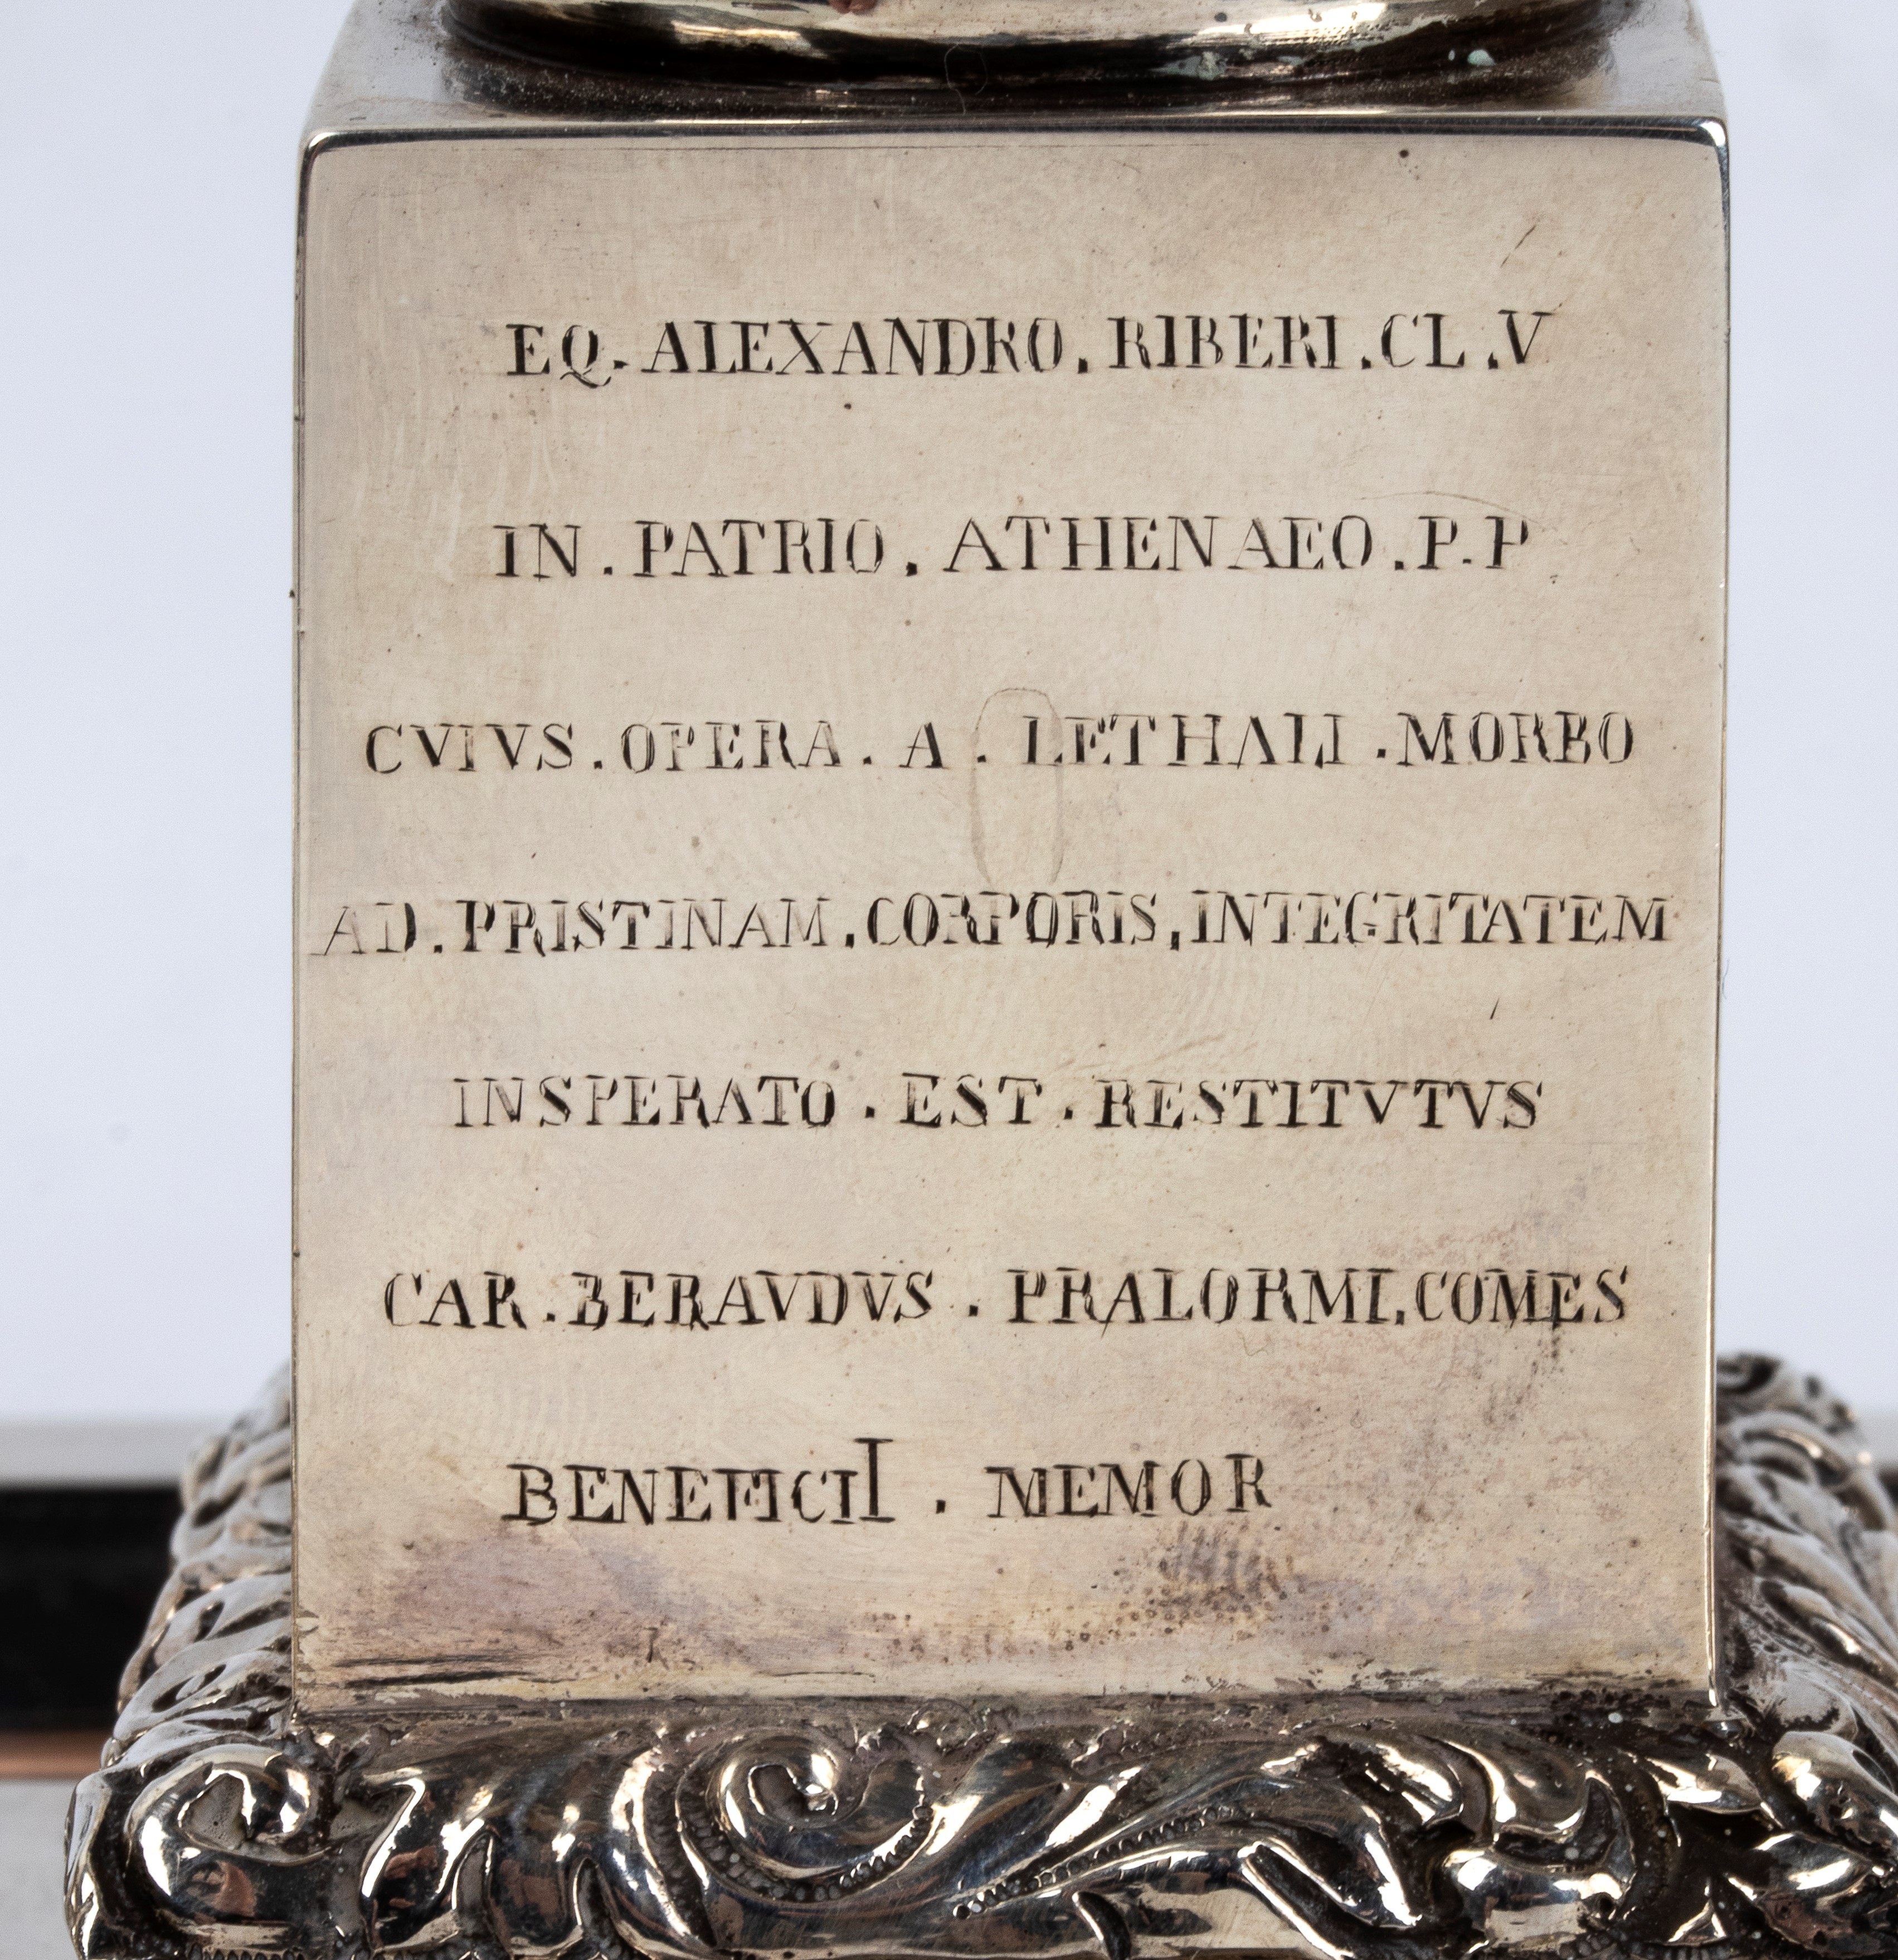 EQ. ALEXANDRO. RIBERI. CL. V
IN. PATRIO. ATHENAEO. P. P
CVIVS. OPERA. A. LETHALI. MORBO
AD. PRISTINAM. CORPORIS. INTEGRITATEM
INSPERATO. EST. RESTITVTVS
CAR. BERAVDVS. PRALORMI. COMES
BENEFICII. MEMOR